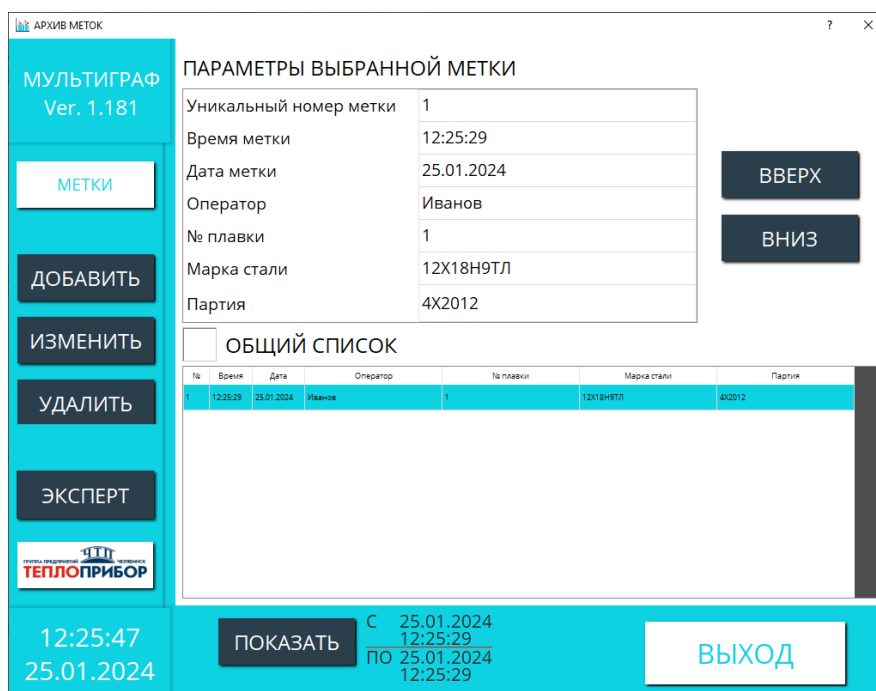 АРХИВ МЕТОК
? ×
МУЛЬТИГРАФ
Ver. 1.181
МЕТКИ
ДОБАВИТЬ
ИЗМЕНИТЬ
УДАЛИТЬ
ЭКСПЕРТ
ЧТП
ГРУППА ПРЕДПРИЯТИЙ ЧЕЛЯБИНСК
ТЕПЛОПРИБОР
12:25:47
25.01.2024
ПАРАМЕТРЫ ВЫБРАННОЙ МЕТКИ
Уникальный номер метки 1
Время метки 12:25:29
Дата метки 25.01.2024
Оператор Иванов
№ плавки 1
Марка стали 12Х18Н9ТЛ
Партия 4Х2012
ВВЕРХ
ВНИЗ
ОБЩИЙ СПИСОК
№ Время Дата Оператор № плавки Марка стали Партия
1 12:25:29 25.01.2024 Иванов 1 12Х18Н9ТЛ 4Х2012
ПОКАЗАТЬ
С 25.01.2024
12:25:29
ПО 25.01.2024
12:25:29
ВЫХОД